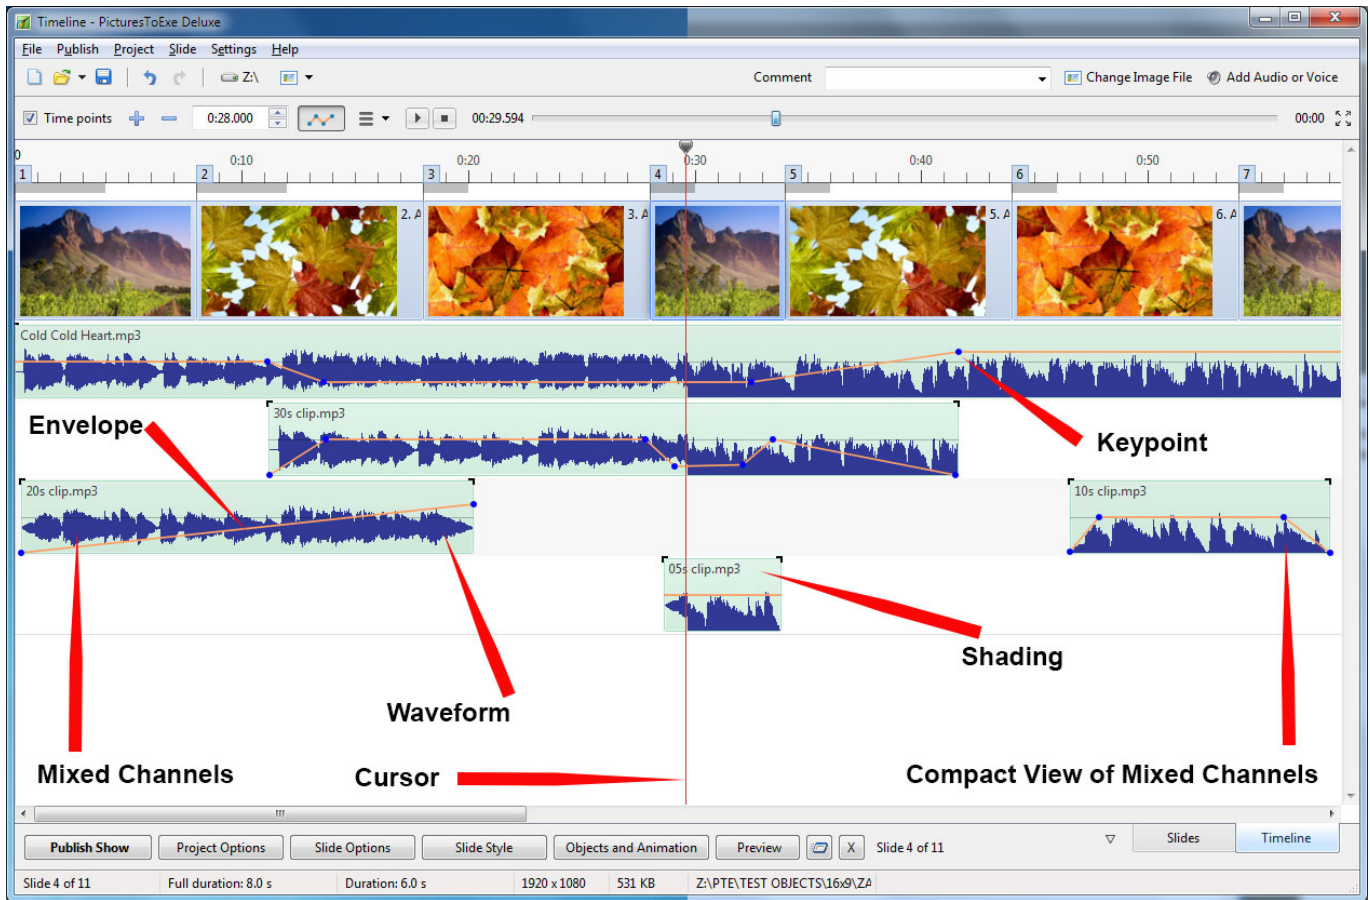 Timeline - PicturesToExe Deluxe
File Publish Project Slide Settings Help
Z:\ Comment Change Image File Add Audio or Voice
Time points 0:28.000 00:29.594 00:00
0 0:10 0:20 0:30 0:40 0:50
1 2 3 4 5 6 7
2. A 3. A 5. A 6. A
Cold Cold Heart.mp3
30s clip.mp3
Envelope
Keypoint
20s clip.mp3 10s clip.mp3
05s clip.mp3
Shading
Waveform
Mixed Channels Cursor Compact View of Mixed Channels
Publish Show Project Options Slide Options Slide Style Objects and Animation Preview X Slide 4 of 11 Slides Timeline
Slide 4 of 11 Full duration: 8.0 s Duration: 6.0 s 1920 x 1080 531 KB Z:\PTE\TEST OBJECTS\16x9\ZA